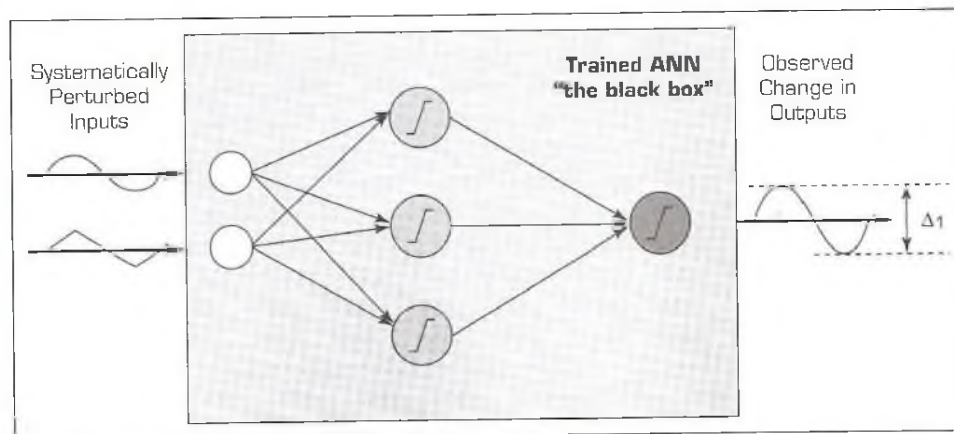 Systematically
Perturbed
Inputs
Trained ANN
"the black box"
Observed
Change in
Outputs
Δ1